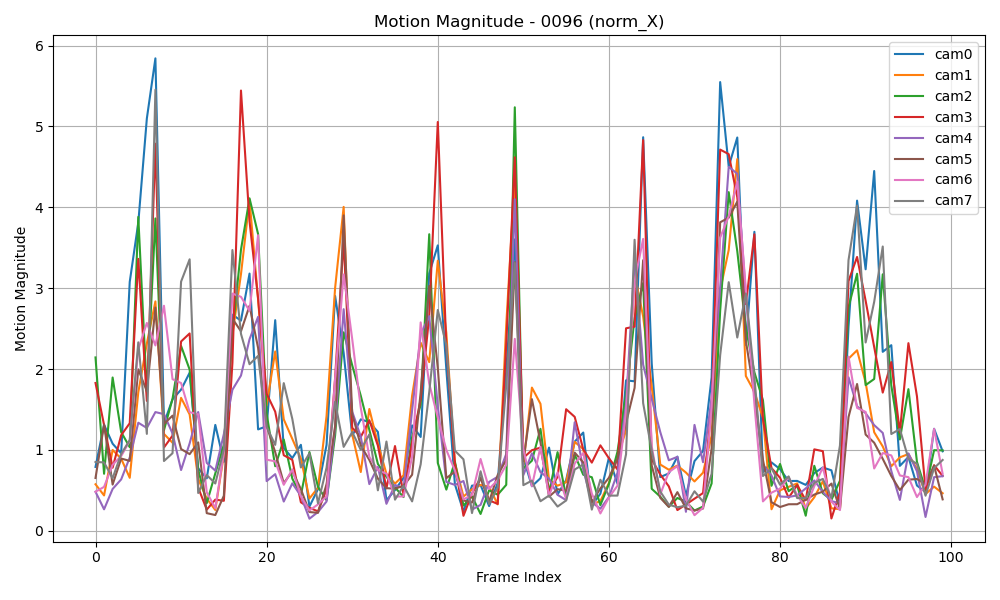 Motion Magnitude - 0096 (norm_X)
Motion Magnitude
6
5
4
3
2
1
0
0
20
40
60
80
100
Frame Index
cam0
cam1
cam2
cam3
cam4
cam5
cam6
cam7